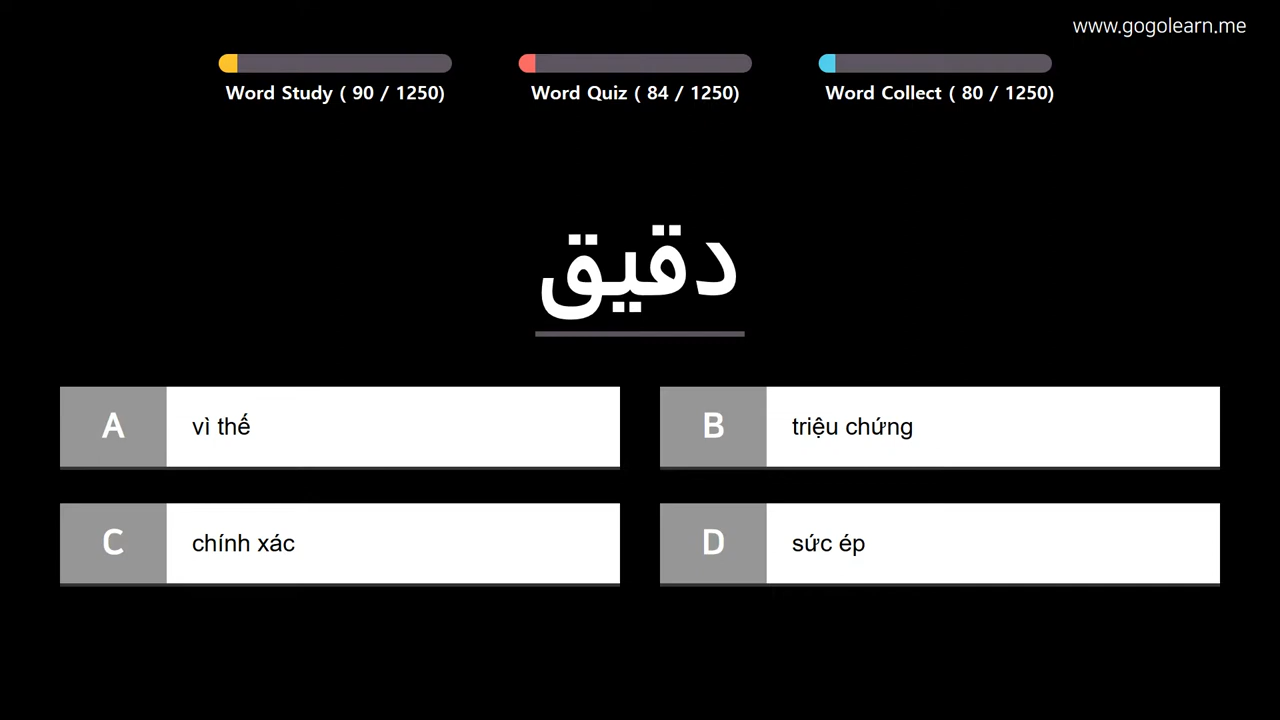 www.gogolearn.me
Word Study ( 90 / 1250)
Word Quiz ( 84 / 1250)
Word Collect ( 80 / 1250)
دقيق
A
vì thế
B
triệu chứng
C
chính xác
D
sức ép